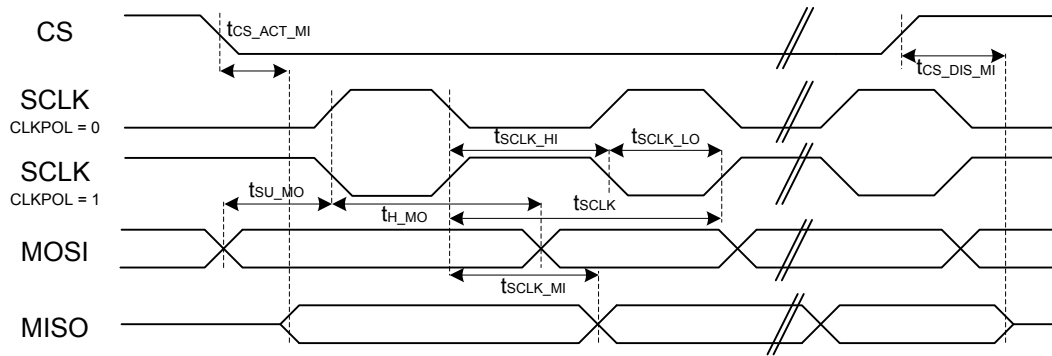 CS
tCS_ACT_MI
tCS_DIS_MI
SCLK
CLKPOL = 0
tSCLK_HI
tSCLK_LO
SCLK
CLKPOL = 1
tSU_MO
tH_MO
tSCLK
MOSI
tSCLK_MI
MISO